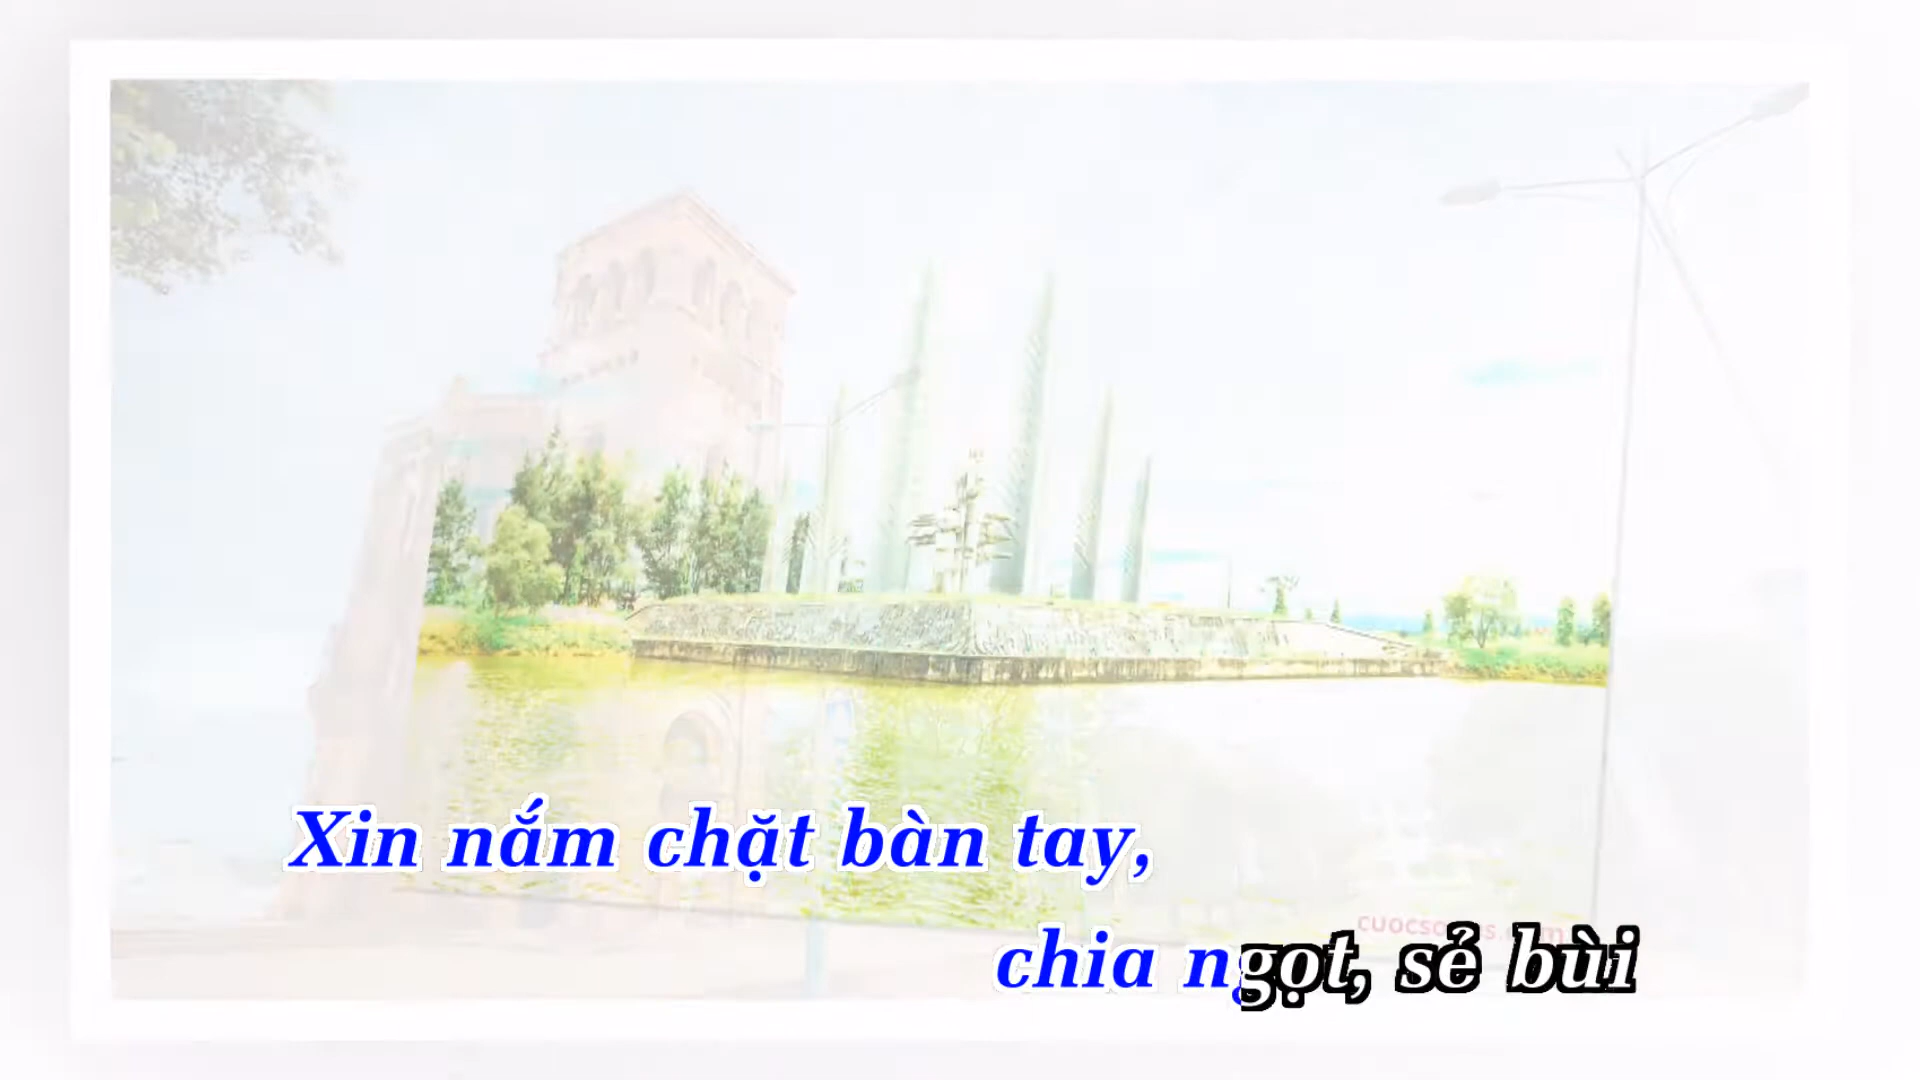 Xin nắm chặt bàn tay,
chia ngọt, sẻ bùi